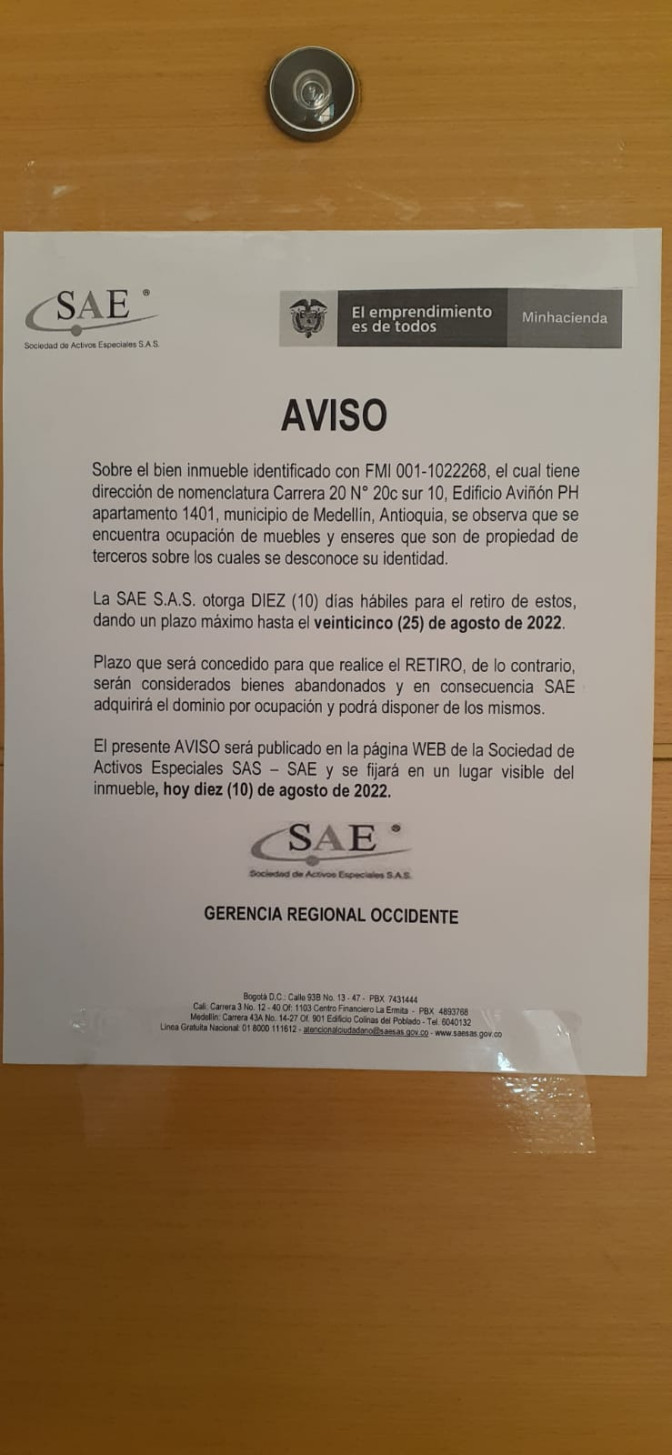 SAE ®
Sociedad de Activos Especiales S.A.S.
El emprendimiento
es de todos
Minhacienda
AVISO
Sobre el bien inmueble identificado con FMI 001-1022268, el cual tiene
dirección de nomenclatura Carrera 20 N° 20c sur 10, Edificio Aviñón PH
apartamento 1401, municipio de Medellín, Antioquia, se observa que se
encuentra ocupación de muebles y enseres que son de propiedad de
terceros sobre los cuales se desconoce su identidad.
La SAE S.A.S. otorga DIEZ (10) días hábiles para el retiro de estos,
dando un plazo máximo hasta el veinticinco (25) de agosto de 2022.
Plazo que será concedido para que realice el RETIRO, de lo contrario,
serán considerados bienes abandonados y en consecuencia SAE
adquirirá el dominio por ocupación y podrá disponer de los mismos.
El presente AVISO será publicado en la página WEB de la Sociedad de
Activos Especiales SAS – SAE y se fijará en un lugar visible del
inmueble, hoy diez (10) de agosto de 2022.
SAE ®
Sociedad de Activos Especiales S.A.S.
GERENCIA REGIONAL OCCIDENTE
Bogotá D.C.: Calle 93B No. 13 - 47 - PBX 7431444
Cali: Carrera 3 No. 12 - 40 Of: 1103 Centro Financiero La Ermita - PBX 4893768
Medellín: Carrera 43A No. 14-27 Of. 901 Edificio Colinas del Poblado - Tel. 6040132
Línea Gratuita Nacional: 01 8000 111612 - atencionalciudadano@saesas.gov.co - www.saesas.gov.co